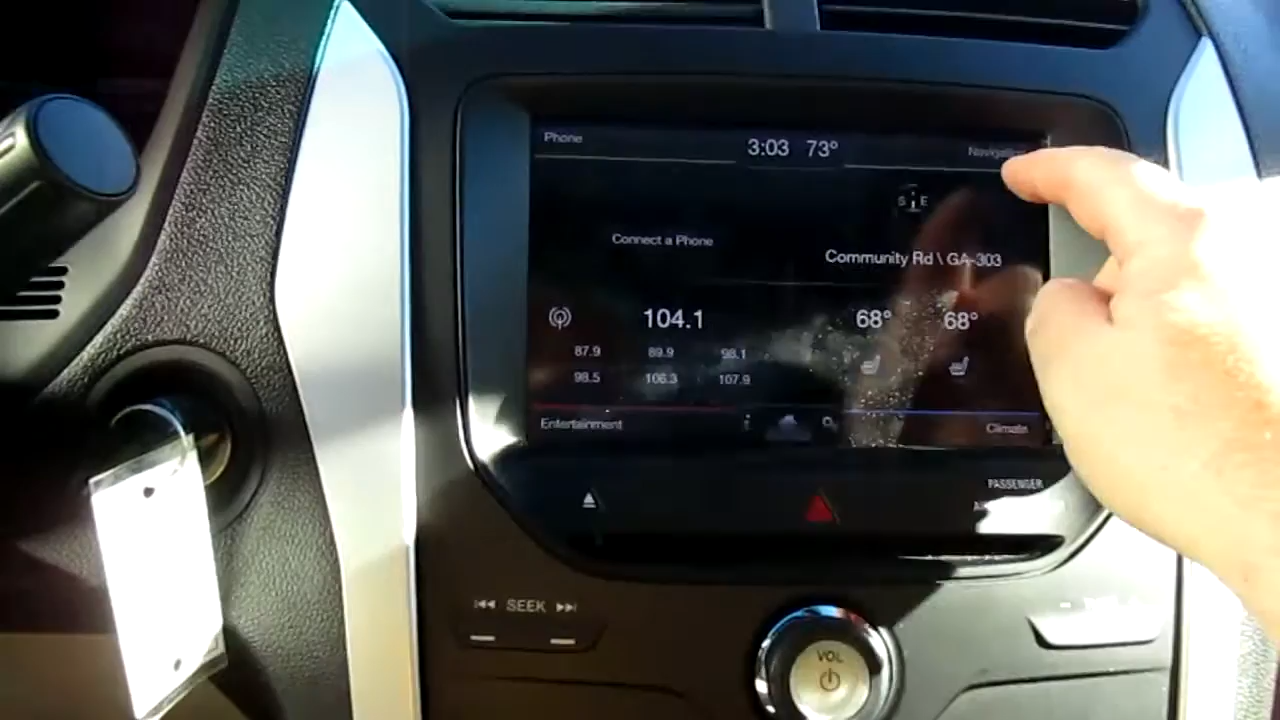 Phone
3:03 73°
Navigation
S E
Connect a Phone
Community Rd \ GA-303
104.1
68° 68°
87.9 89.9 98.1
98.5 106.3 107.9
Entertainment
i
Climate
PASSENGER
SEEK
VOL